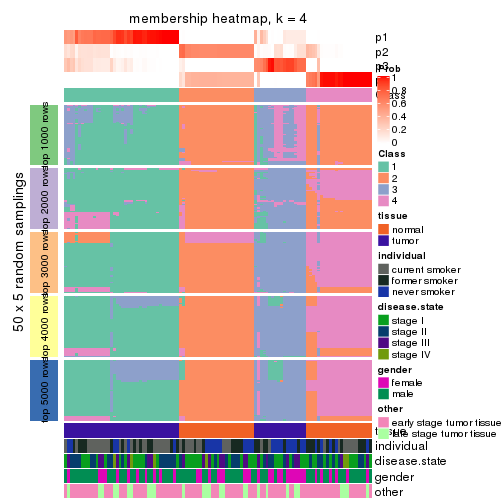 membership heatmap, k = 4
p1
p2
p3
Prob
1
0.8
0.6
0.4
0.2
0
Class
1
2
3
4
tissue
normal
tumor
individual
current smoker
former smoker
never smoker
disease.state
stage I
stage II
stage III
stage IV
gender
female
male
other
early stage tumor tissue
late stage tumor tissue
50 x 5 random samplings
top 1000 rows
top 2000 rows
top 3000 rows
top 4000 rows
top 5000 rows
tissue
individual
disease.state
gender
other